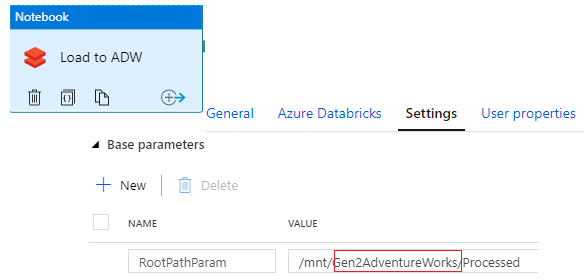 Notebook
Load to ADW
General Azure Databricks Settings User properties
Base parameters
New Delete
NAME VALUE
RootPathParam /mnt/Gen2AdventureWorks/Processed